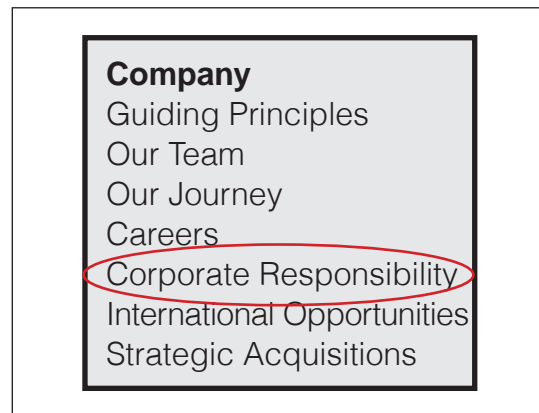 Company
Guiding Principles
Our Team
Our Journey
Careers
Corporate Responsibility
International Opportunities
Strategic Acquisitions